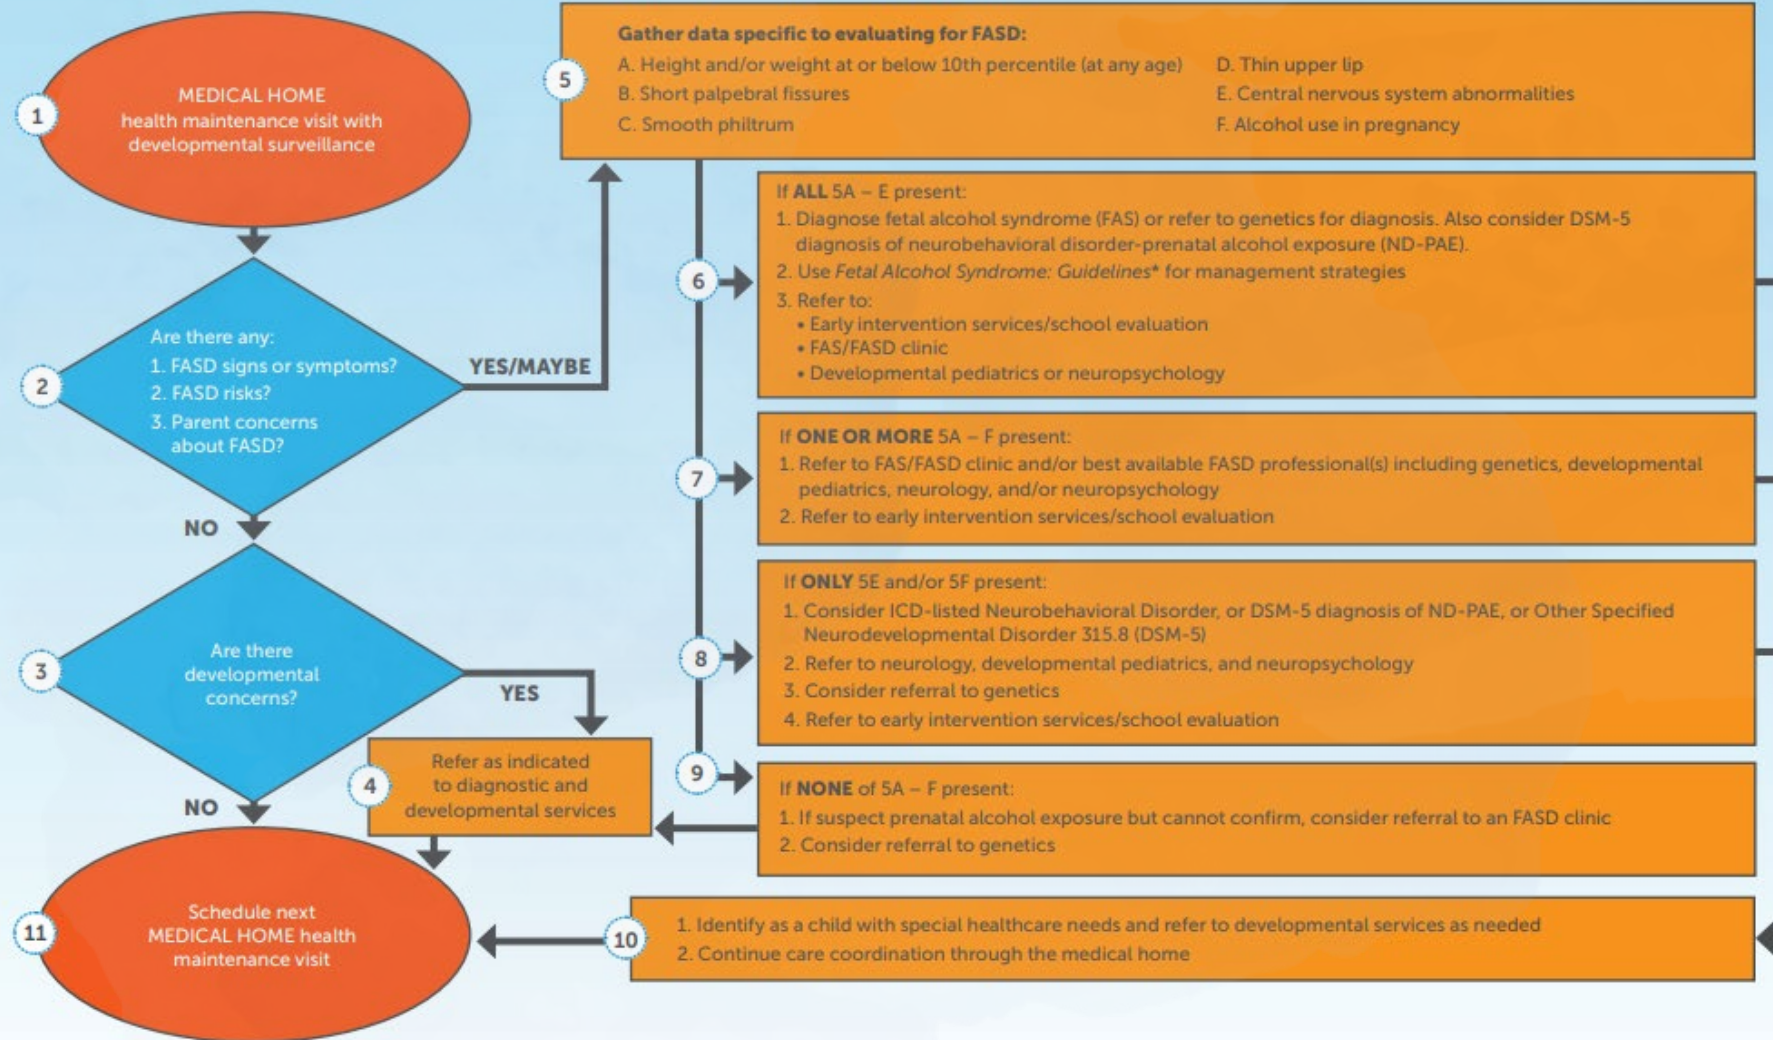 1
MEDICAL HOME
health maintenance visit with
developmental surveillance
2
Are there any:
1. FASD signs or symptoms?
2. FASD risks?
3. Parent concerns
about FASD?
YES/MAYBE
NO
3
Are there
developmental
concerns?
YES
NO
4
Refer as indicated
to diagnostic and
developmental services
5
Gather data specific to evaluating for FASD:
A. Height and/or weight at or below 10th percentile (at any age)
B. Short palpebral fissures
C. Smooth philtrum
D. Thin upper lip
E. Central nervous system abnormalities
F. Alcohol use in pregnancy
6
If ALL 5A – E present:
1. Diagnose fetal alcohol syndrome (FAS) or refer to genetics for diagnosis. Also consider DSM-5
diagnosis of neurobehavioral disorder-prenatal alcohol exposure (ND-PAE).
2. Use Fetal Alcohol Syndrome: Guidelines* for management strategies
3. Refer to:
• Early intervention services/school evaluation
• FAS/FASD clinic
• Developmental pediatrics or neuropsychology
7
If ONE OR MORE 5A – F present:
1. Refer to FAS/FASD clinic and/or best available FASD professional(s) including genetics, developmental
pediatrics, neurology, and/or neuropsychology
2. Refer to early intervention services/school evaluation
8
If ONLY 5E and/or 5F present:
1. Consider ICD-listed Neurobehavioral Disorder, or DSM-5 diagnosis of ND-PAE, or Other Specified
Neurodevelopmental Disorder 315.8 (DSM-5)
2. Refer to neurology, developmental pediatrics, and neuropsychology
3. Consider referral to genetics
4. Refer to early intervention services/school evaluation
9
If NONE of 5A – F present:
1. If suspect prenatal alcohol exposure but cannot confirm, consider referral to an FASD clinic
2. Consider referral to genetics
10
1. Identify as a child with special healthcare needs and refer to developmental services as needed
2. Continue care coordination through the medical home
11
Schedule next
MEDICAL HOME health
maintenance visit